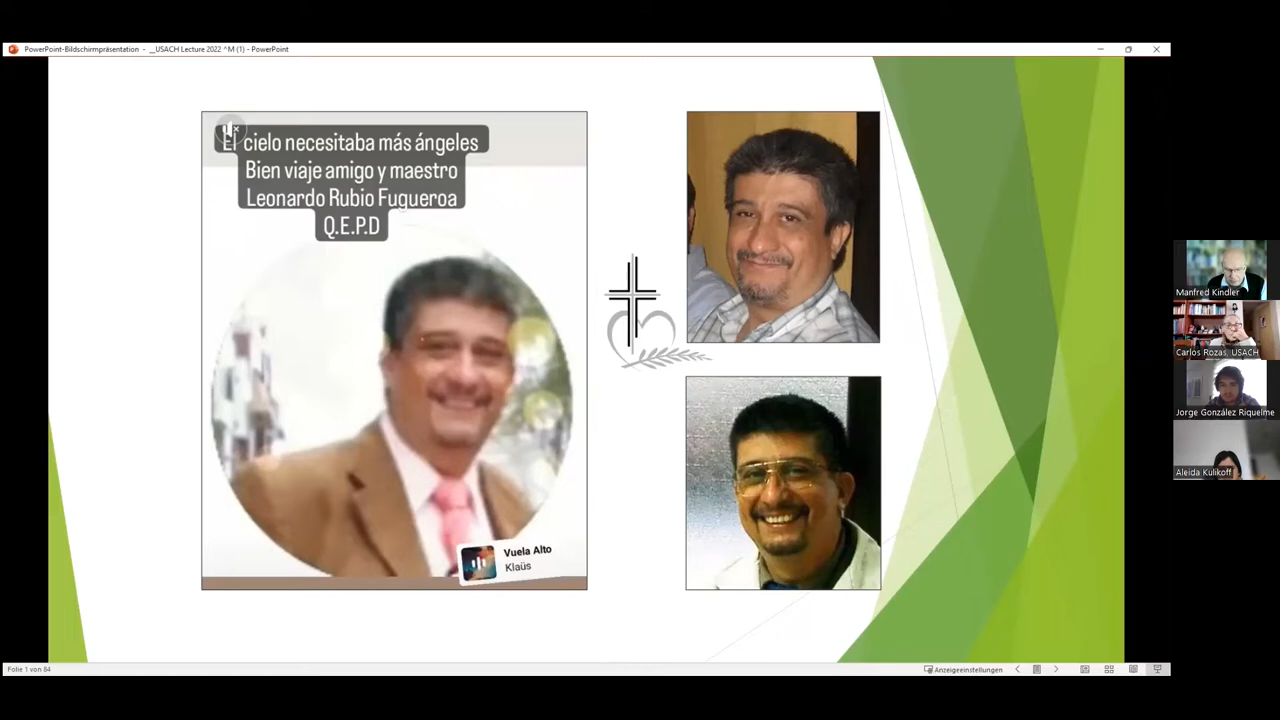 PowerPoint-Bildschirmpräsentation - __USACH Lecture 2022 ^M (1) - PowerPoint
El cielo necesitaba más ángeles
Bien viaje amigo y maestro
Leonardo Rubio Fugueroa
Q.E.P.D
Vuela Alto
Klaüs
Manfred Kindler
Carlos Rozas, USACH
Jorge González Riquelme
Aleida Kulikoff
Folie 1 von 84
Anzeigeeinstellungen